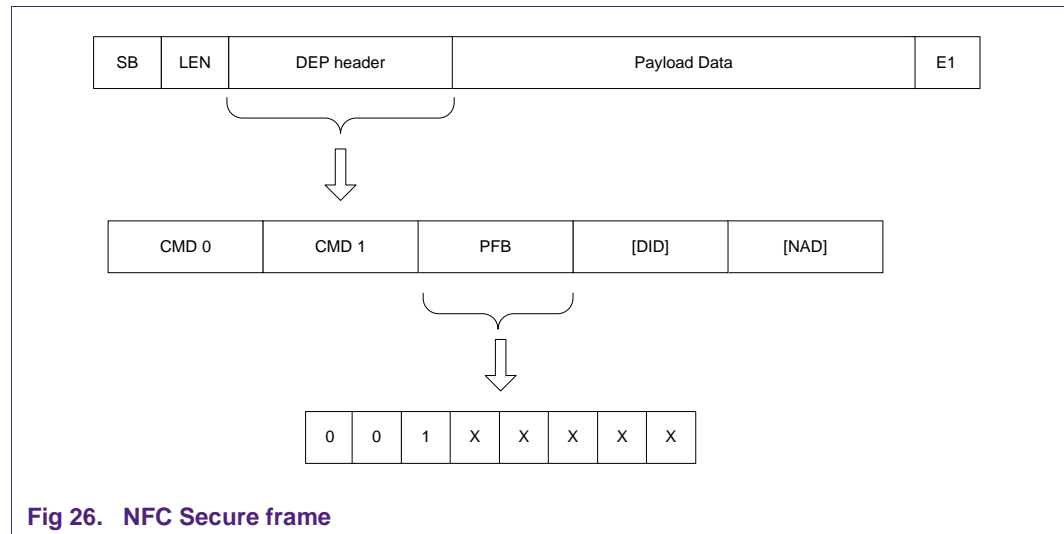 SB LEN DEP header Payload Data E1
CMD 0 CMD 1 PFB [DID] [NAD]
0 0 1 X X X X X
Fig 26. NFC Secure frame